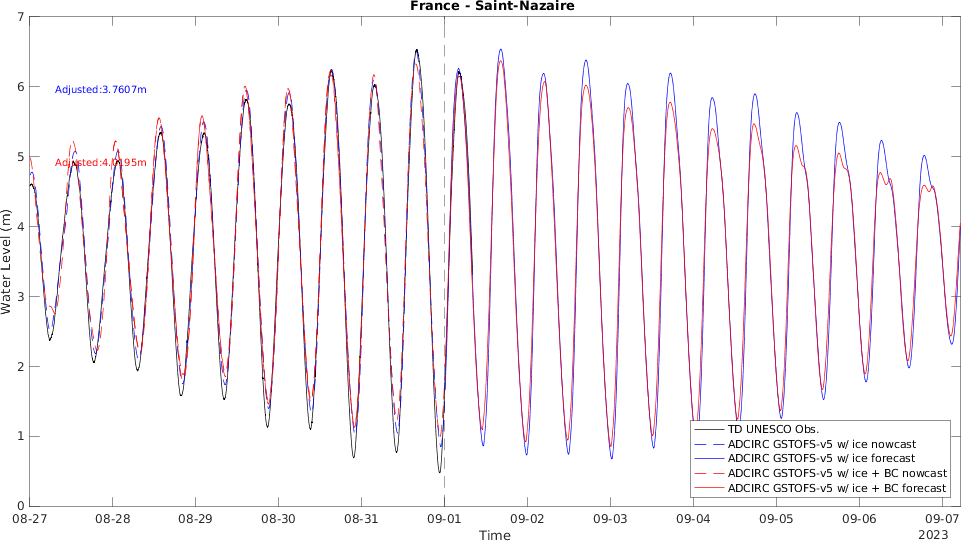 France - Saint-Nazaire
7
6
5
4
3
2
1
0
Water Level (m)
Adjusted:3.7607m
Adjusted:4.0195m
TD UNESCO Obs.
ADCIRC GSTOFS-v5 w/ ice nowcast
ADCIRC GSTOFS-v5 w/ ice forecast
ADCIRC GSTOFS-v5 w/ ice + BC nowcast
ADCIRC GSTOFS-v5 w/ ice + BC forecast
08-27 08-28 08-29 08-30 08-31 09-01 09-02 09-03 09-04 09-05 09-06 09-07
Time
2023